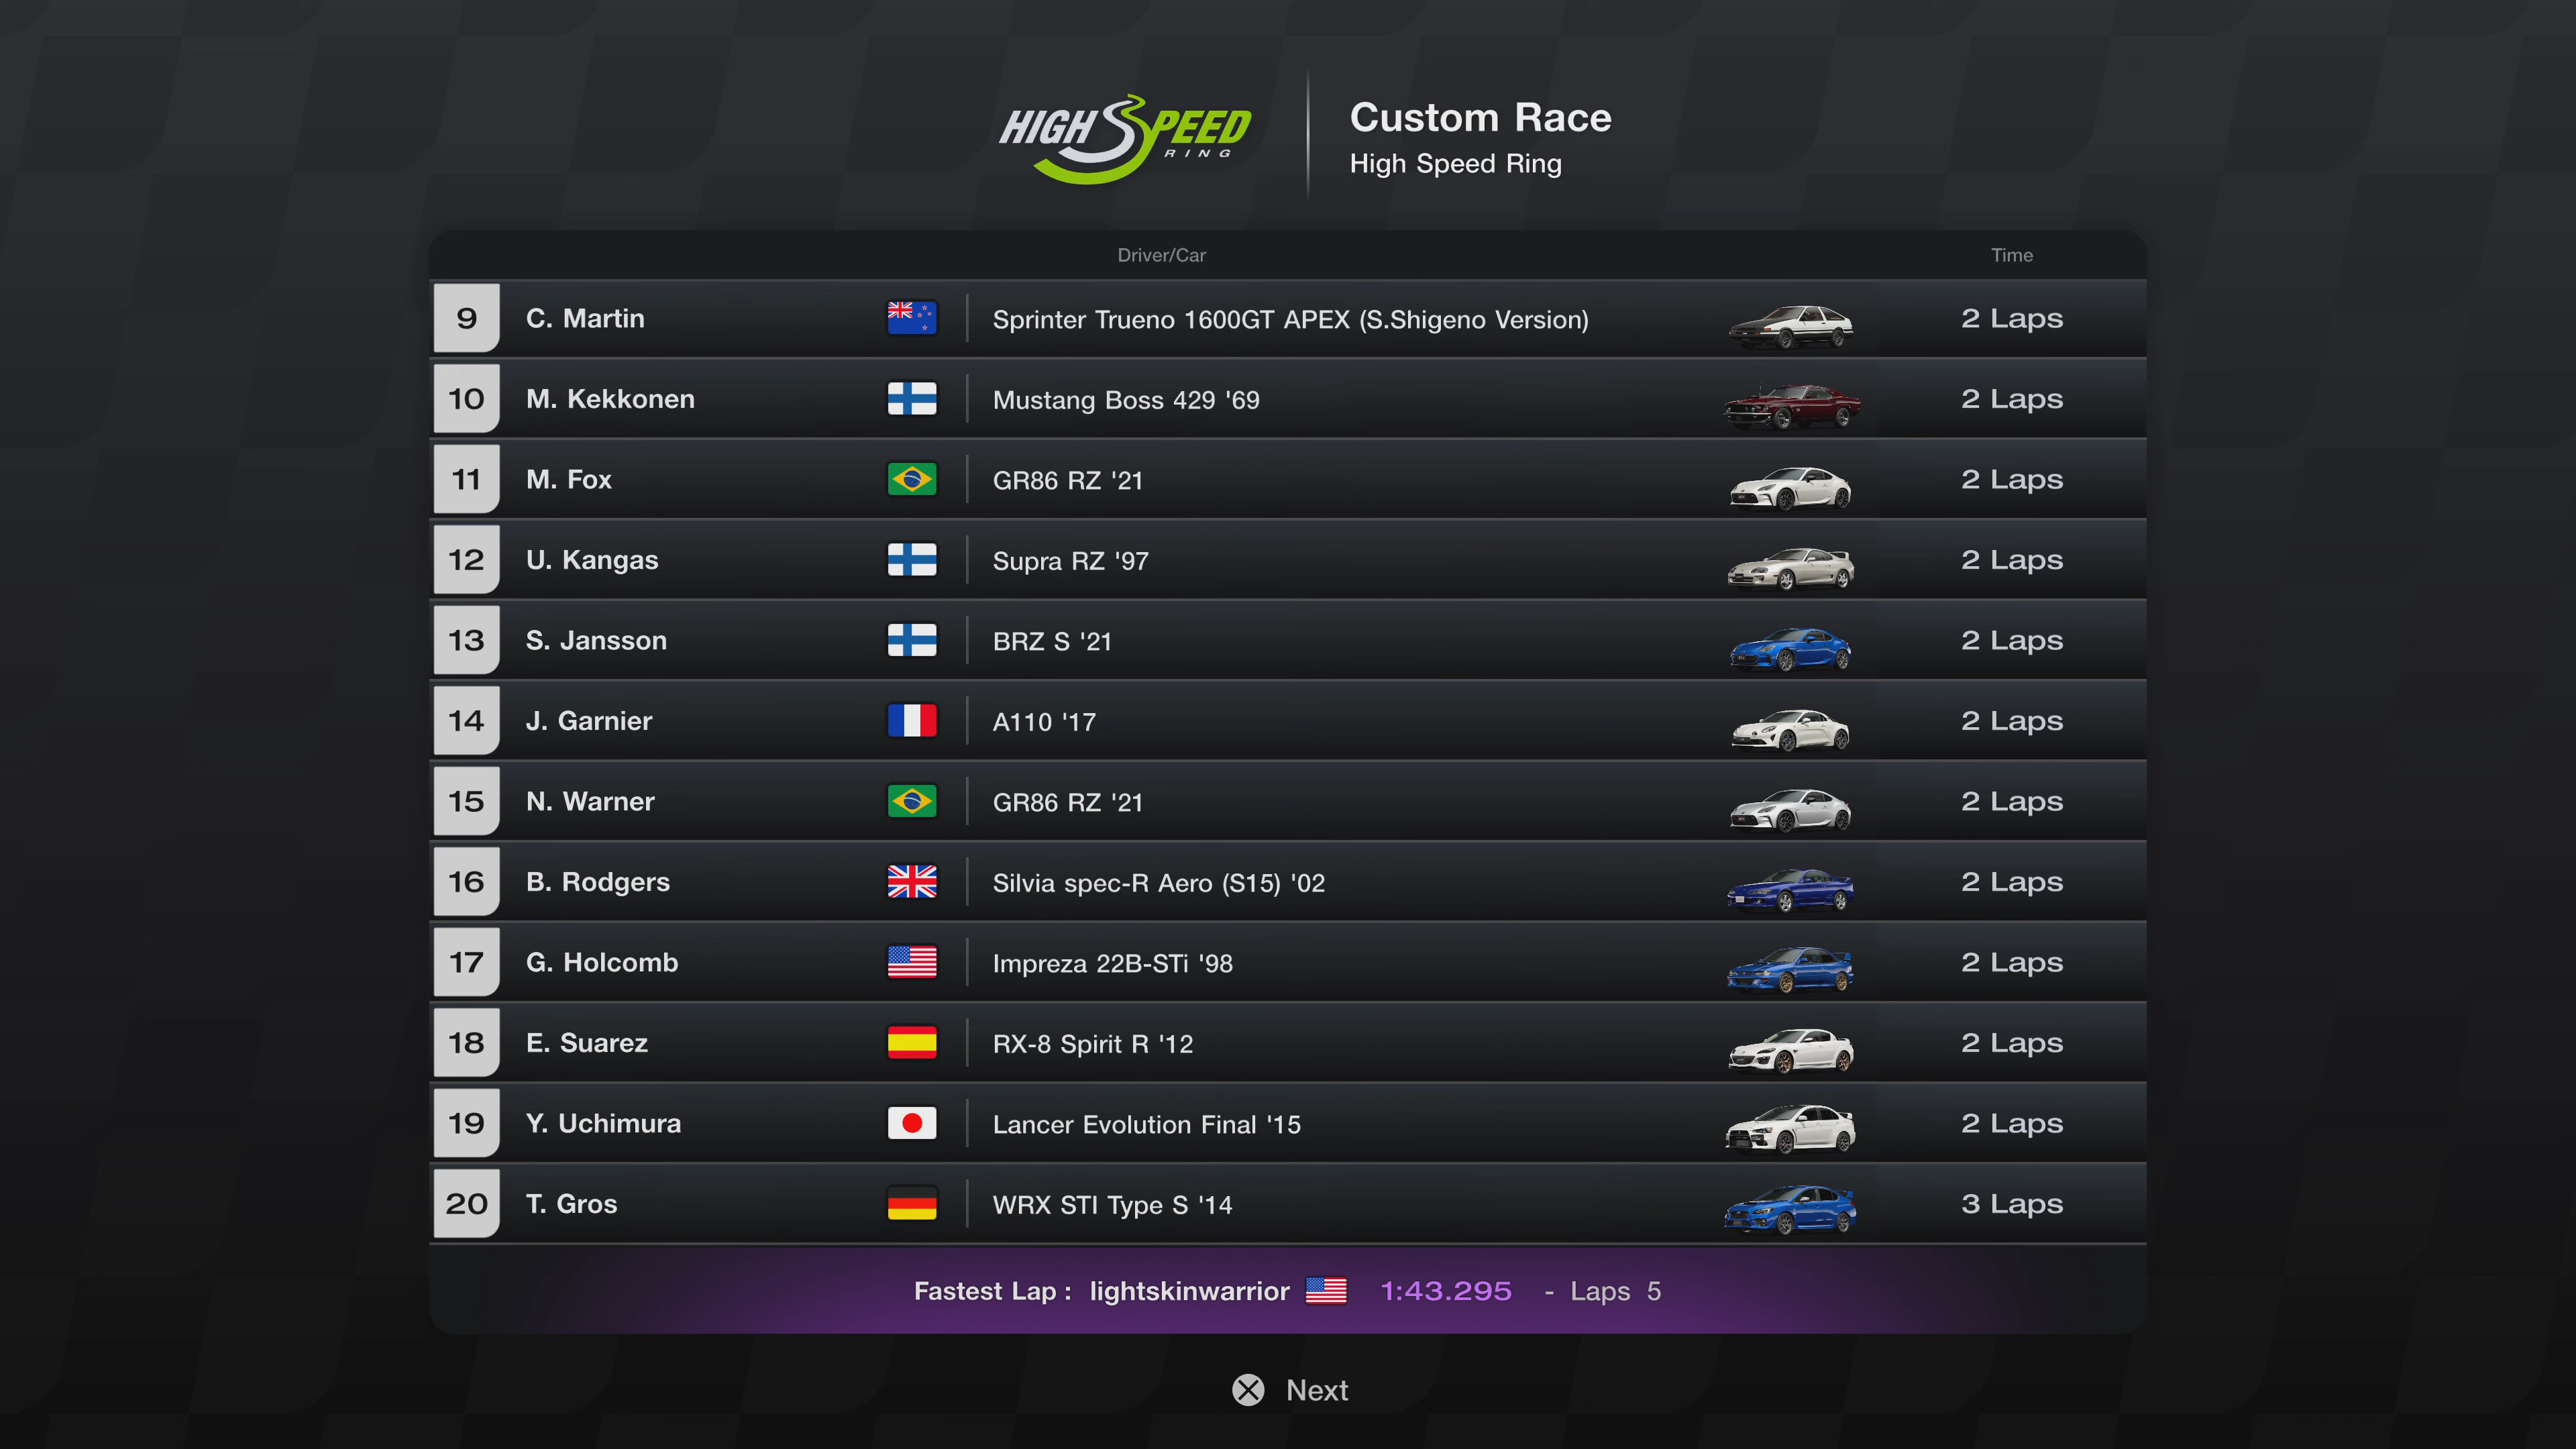 HIGH SPEED
RING
Custom Race
High Speed Ring
Driver/Car Time
9 C. Martin Sprinter Trueno 1600GT APEX (S.Shigeno Version) 2 Laps
10 M. Kekkonen Mustang Boss 429 '69 2 Laps
11 M. Fox GR86 RZ '21 2 Laps
12 U. Kangas Supra RZ '97 2 Laps
13 S. Jansson BRZ S '21 2 Laps
14 J. Garnier A110 '17 2 Laps
15 N. Warner GR86 RZ '21 2 Laps
16 B. Rodgers Silvia spec-R Aero (S15) '02 2 Laps
17 G. Holcomb Impreza 22B-STi '98 2 Laps
18 E. Suarez RX-8 Spirit R '12 2 Laps
19 Y. Uchimura Lancer Evolution Final '15 2 Laps
20 T. Gros WRX STI Type S '14 3 Laps
Fastest Lap : lightskinwarrior 1:43.295 - Laps 5
Next